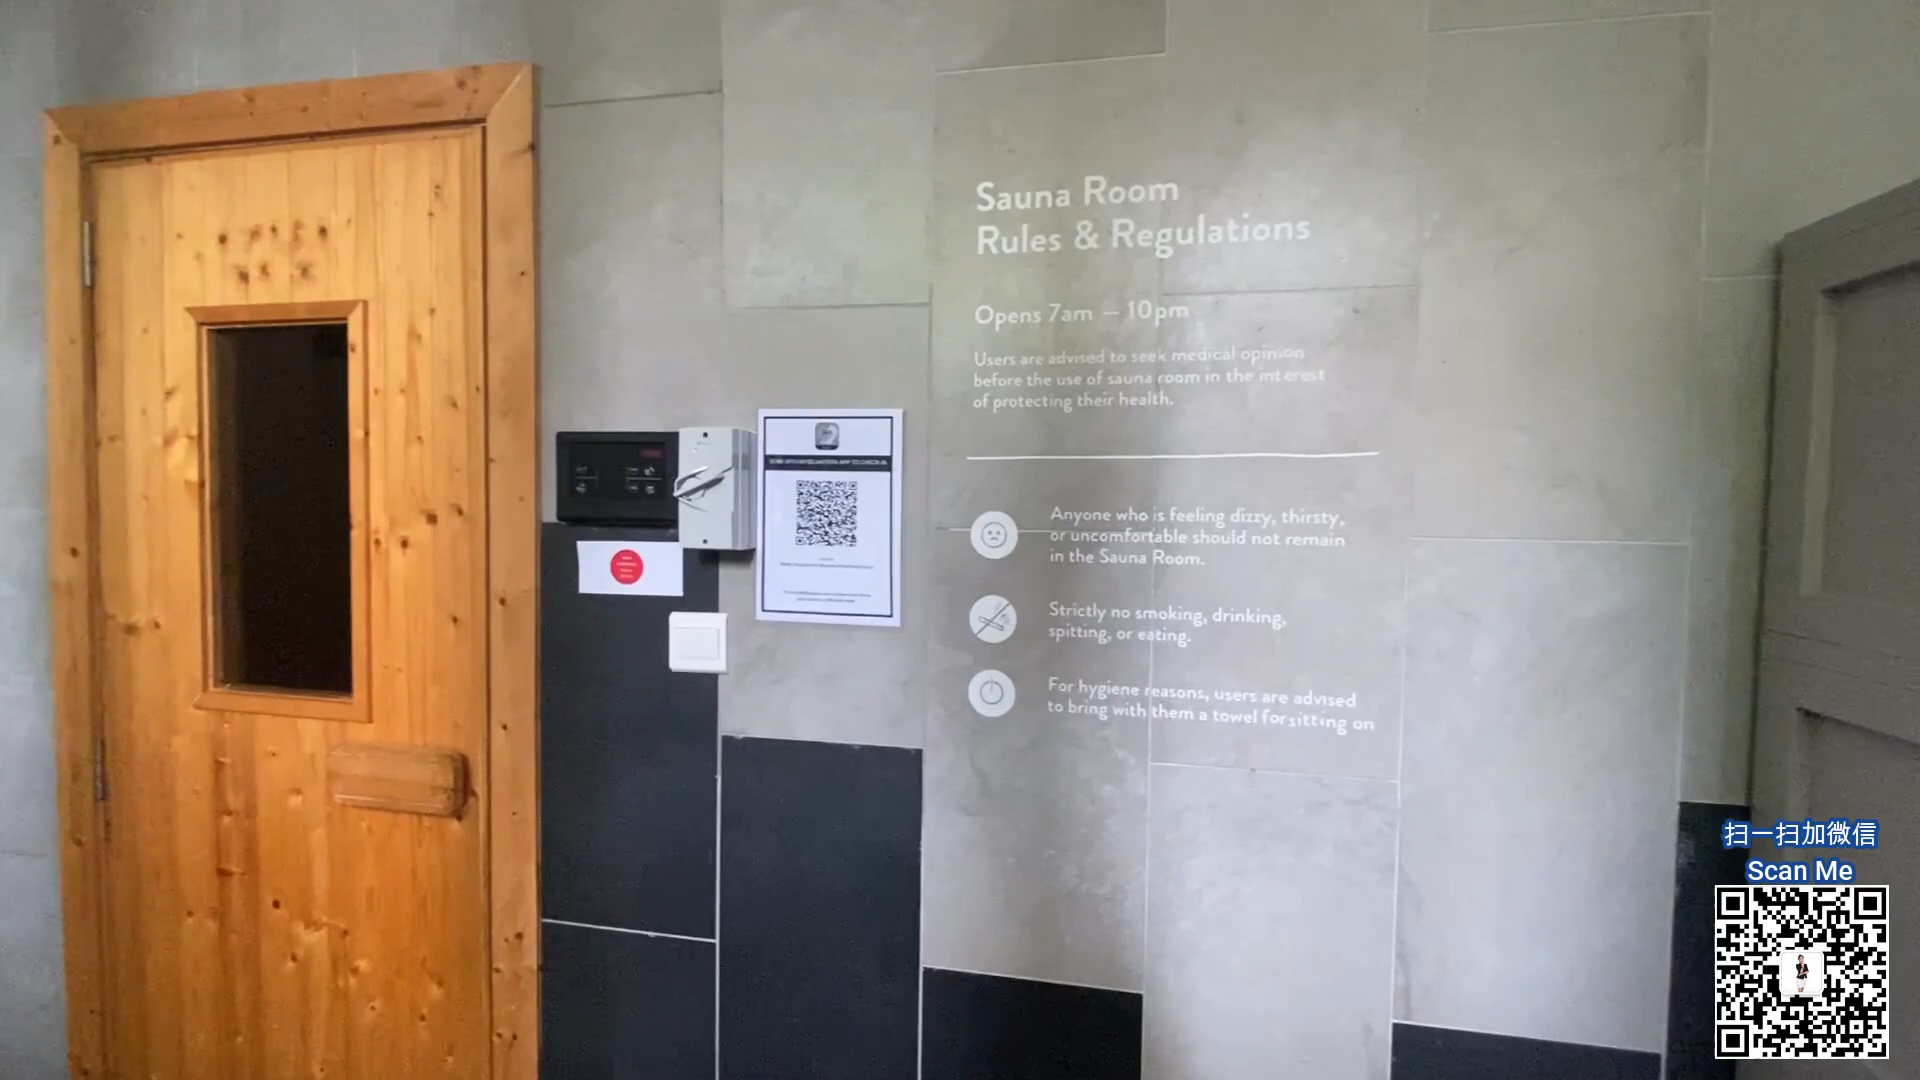 Sauna Room
Rules & Regulations
Opens 7am — 10pm
Users are advised to seek medical opinion
before the use of sauna room in the interest
of protecting their health.
Anyone who is feeling dizzy, thirsty,
or uncomfortable should not remain
in the Sauna Room.
Strictly no smoking, drinking,
spitting, or eating.
For hygiene reasons, users are advised
to bring with them a towel for sitting on
扫一扫加微信
Scan Me